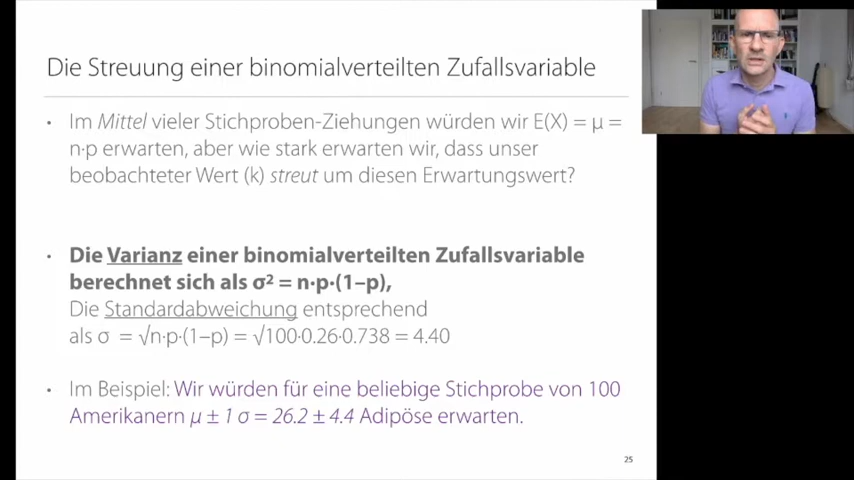 Die Streuung einer binomialverteilten Zufallsvariable
• Im Mittel vieler Stichproben-Ziehungen würden wir E(X) = μ =
n·p erwarten, aber wie stark erwarten wir, dass unser
beobachteter Wert (k) streut um diesen Erwartungswert?
• Die Varianz einer binomialverteilten Zufallsvariable
berechnet sich als σ² = n·p·(1–p),
Die Standardabweichung entsprechend
als σ = √n·p·(1–p) = √100·0.26·0.738 = 4.40
• Im Beispiel: Wir würden für eine beliebige Stichprobe von 100
Amerikanern μ ± 1 σ = 26.2 ± 4.4 Adipöse erwarten.
25